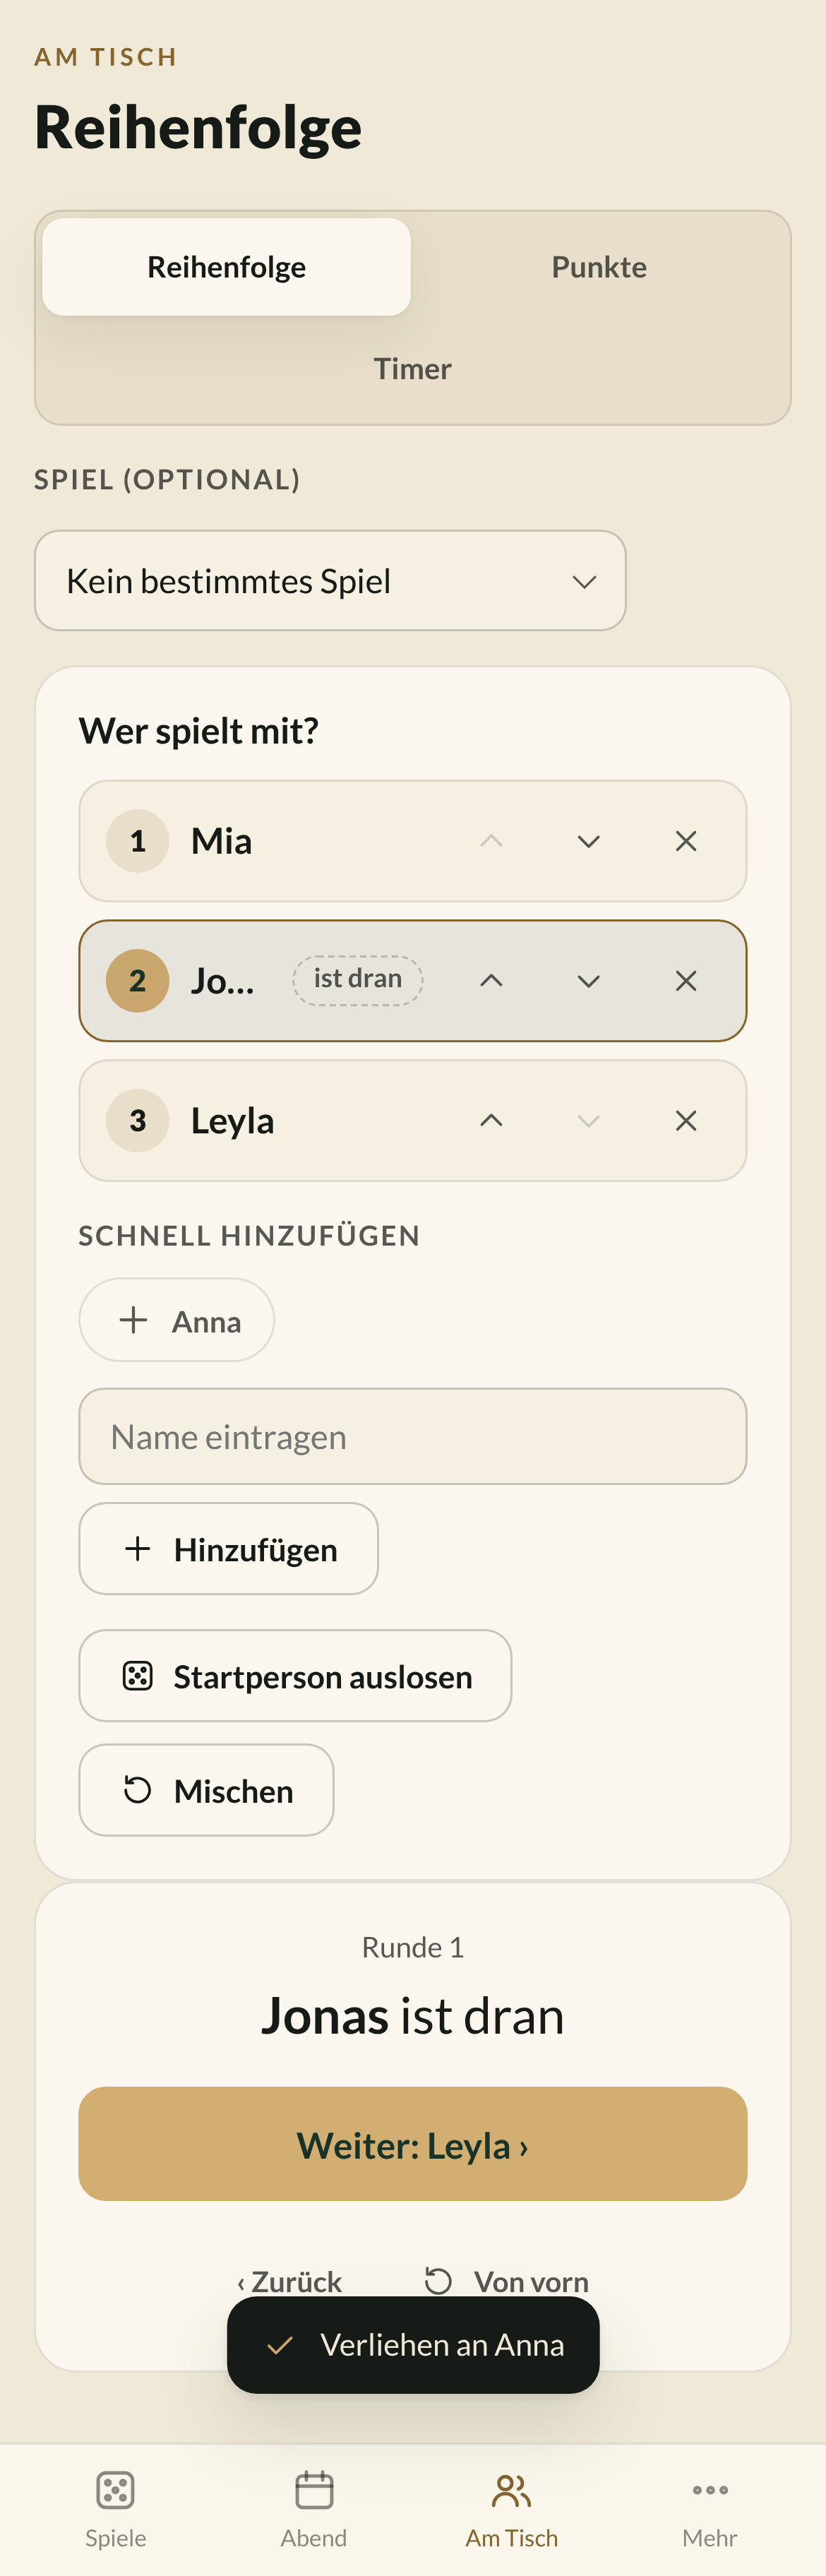 AM TISCH
Reihenfolge
Reihenfolge
Punkte
Timer
SPIEL (OPTIONAL)
Kein bestimmtes Spiel
Wer spielt mit?
1 Mia
2 Jo... ist dran
3 Leyla
SCHNELL HINZUFÜGEN
Anna
Name eintragen
Hinzufügen
Startperson auslosen
Mischen
Runde 1
Jonas ist dran
Weiter: Leyla ›
‹ Zurück
Von vorn
Verliehen an Anna
Spiele
Abend
Am Tisch
Mehr